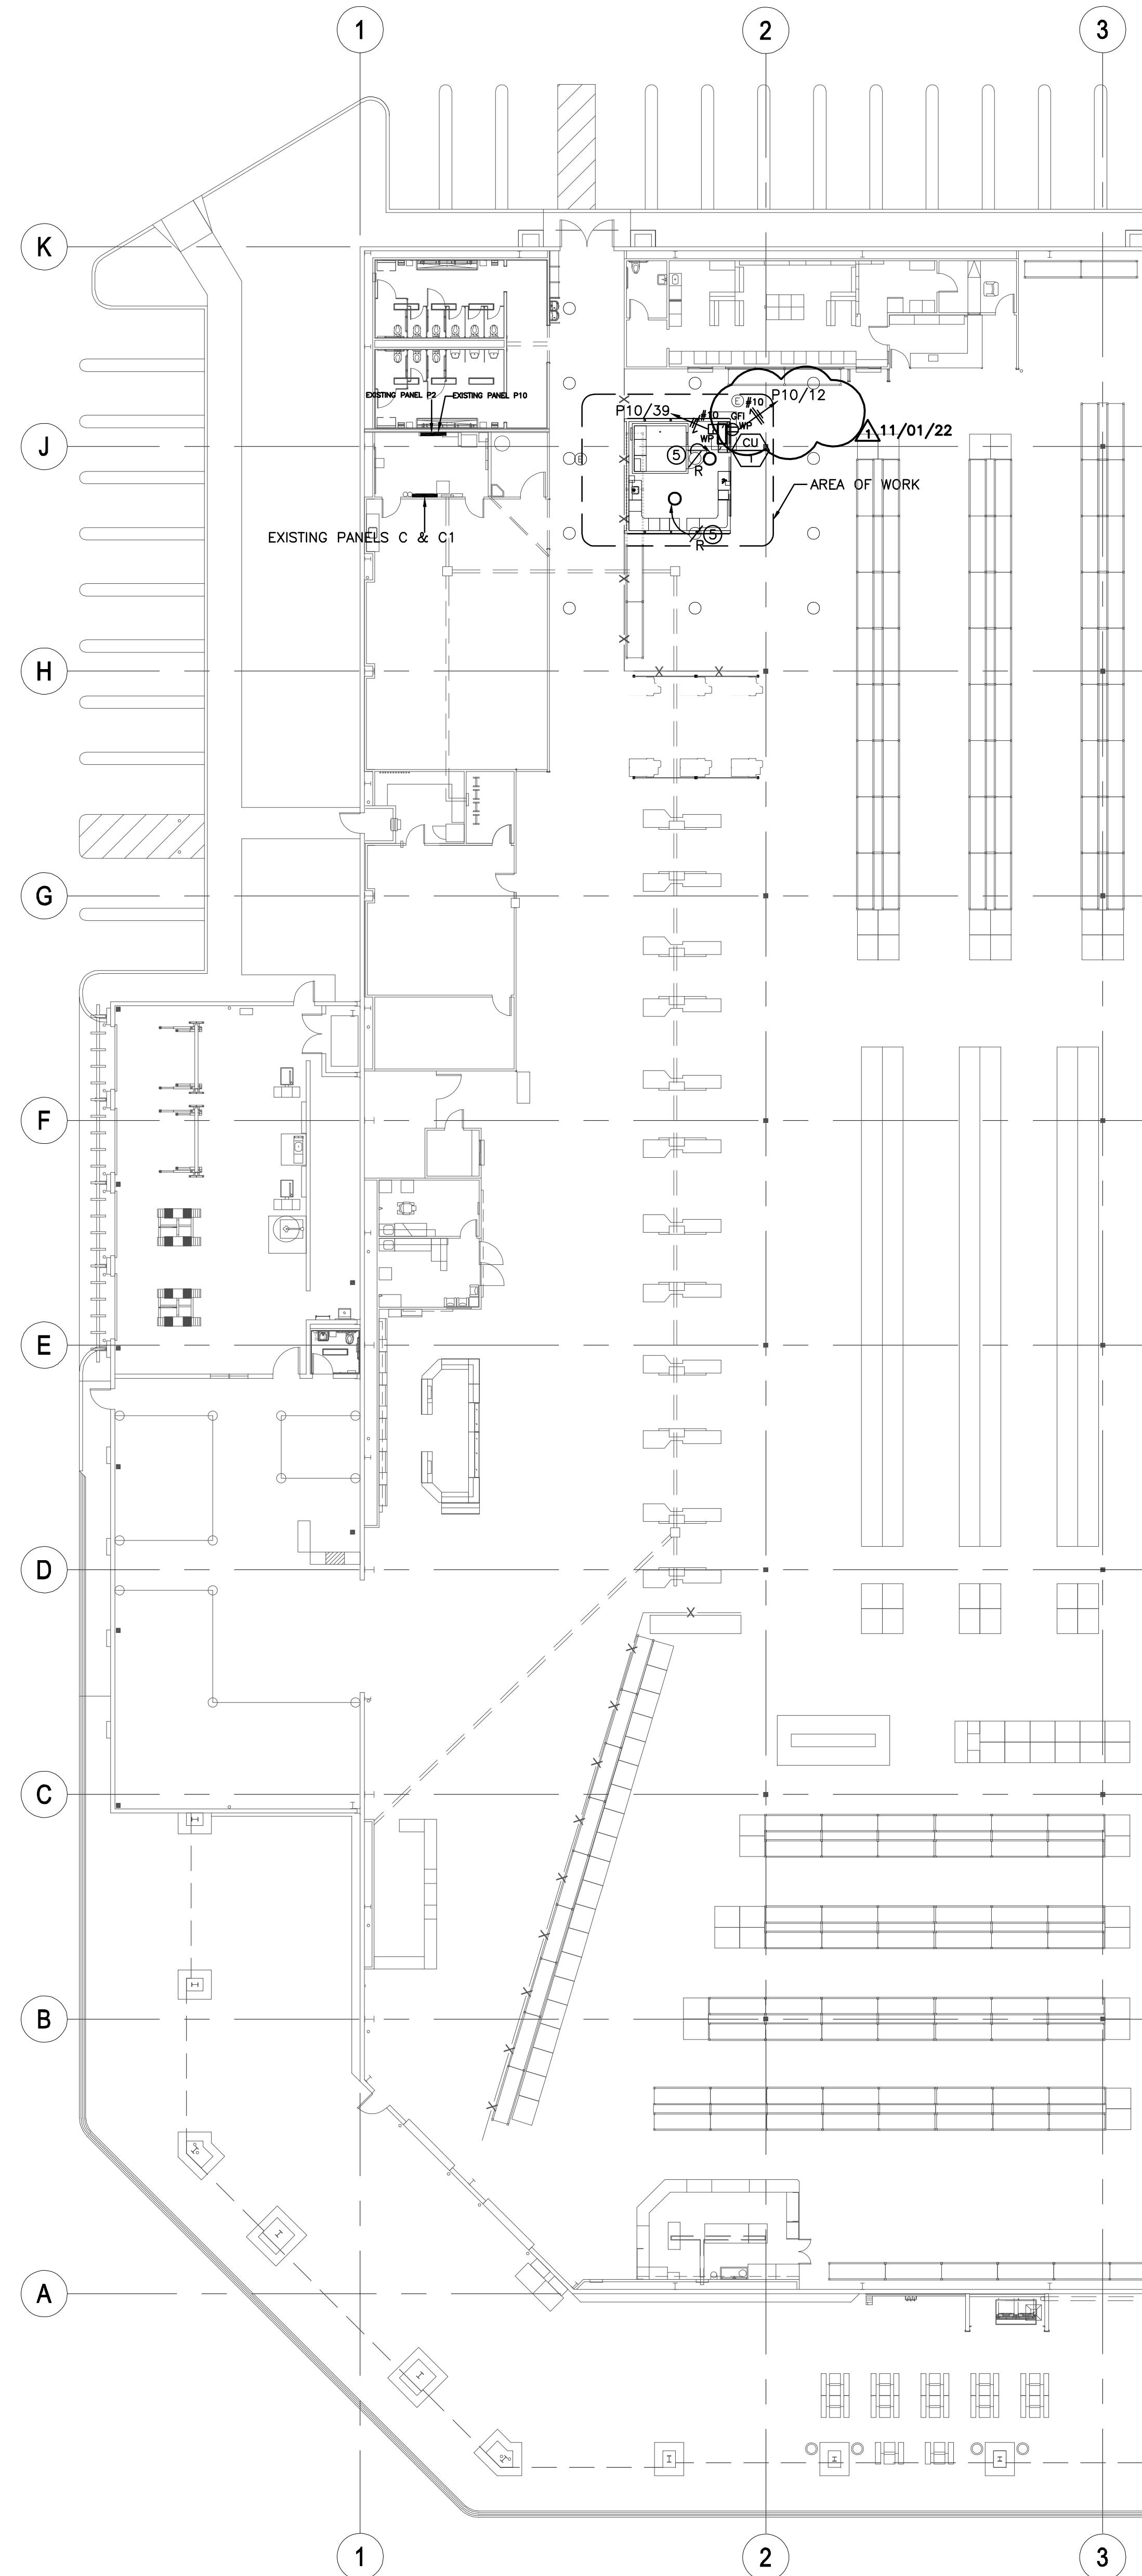 1
2
3
K
EXISTING PANEL P2
EXISTING PANEL P10
P10/39
#10
E
#10
GFI
WP
WP
P10/12
CU
1
1
11/01/22
J
5
R
E
AREA OF WORK
5
R
EXISTING PANELS C & C1
H
G
F
E
D
C
B
A
1
2
3